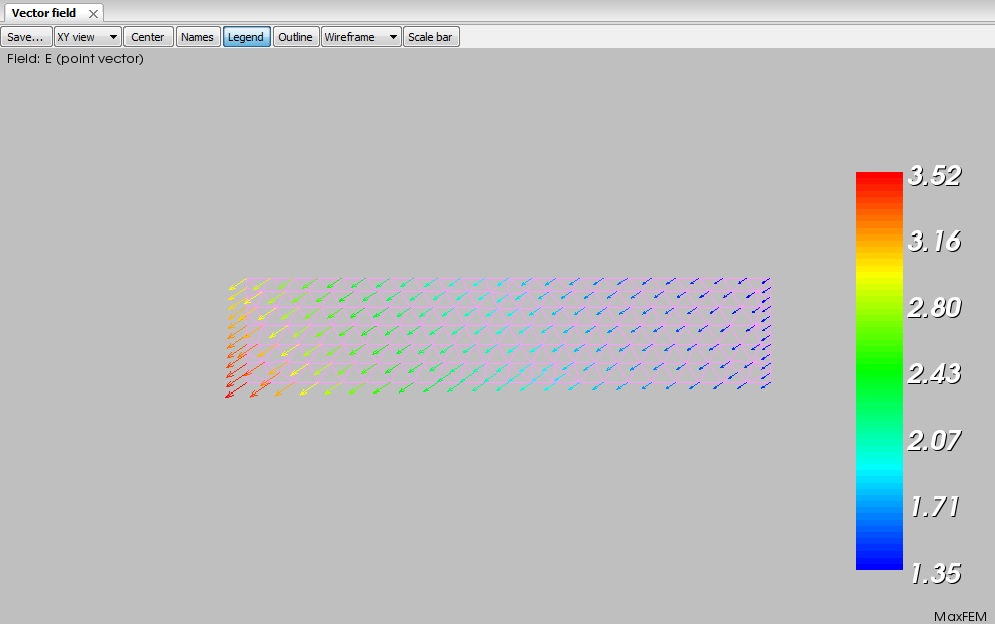 Vector field
Save... XY view Center Names Legend Outline Wireframe Scale bar
Field: E (point vector)
3.52
3.16
2.80
2.43
2.07
1.71
1.35
MaxFEM